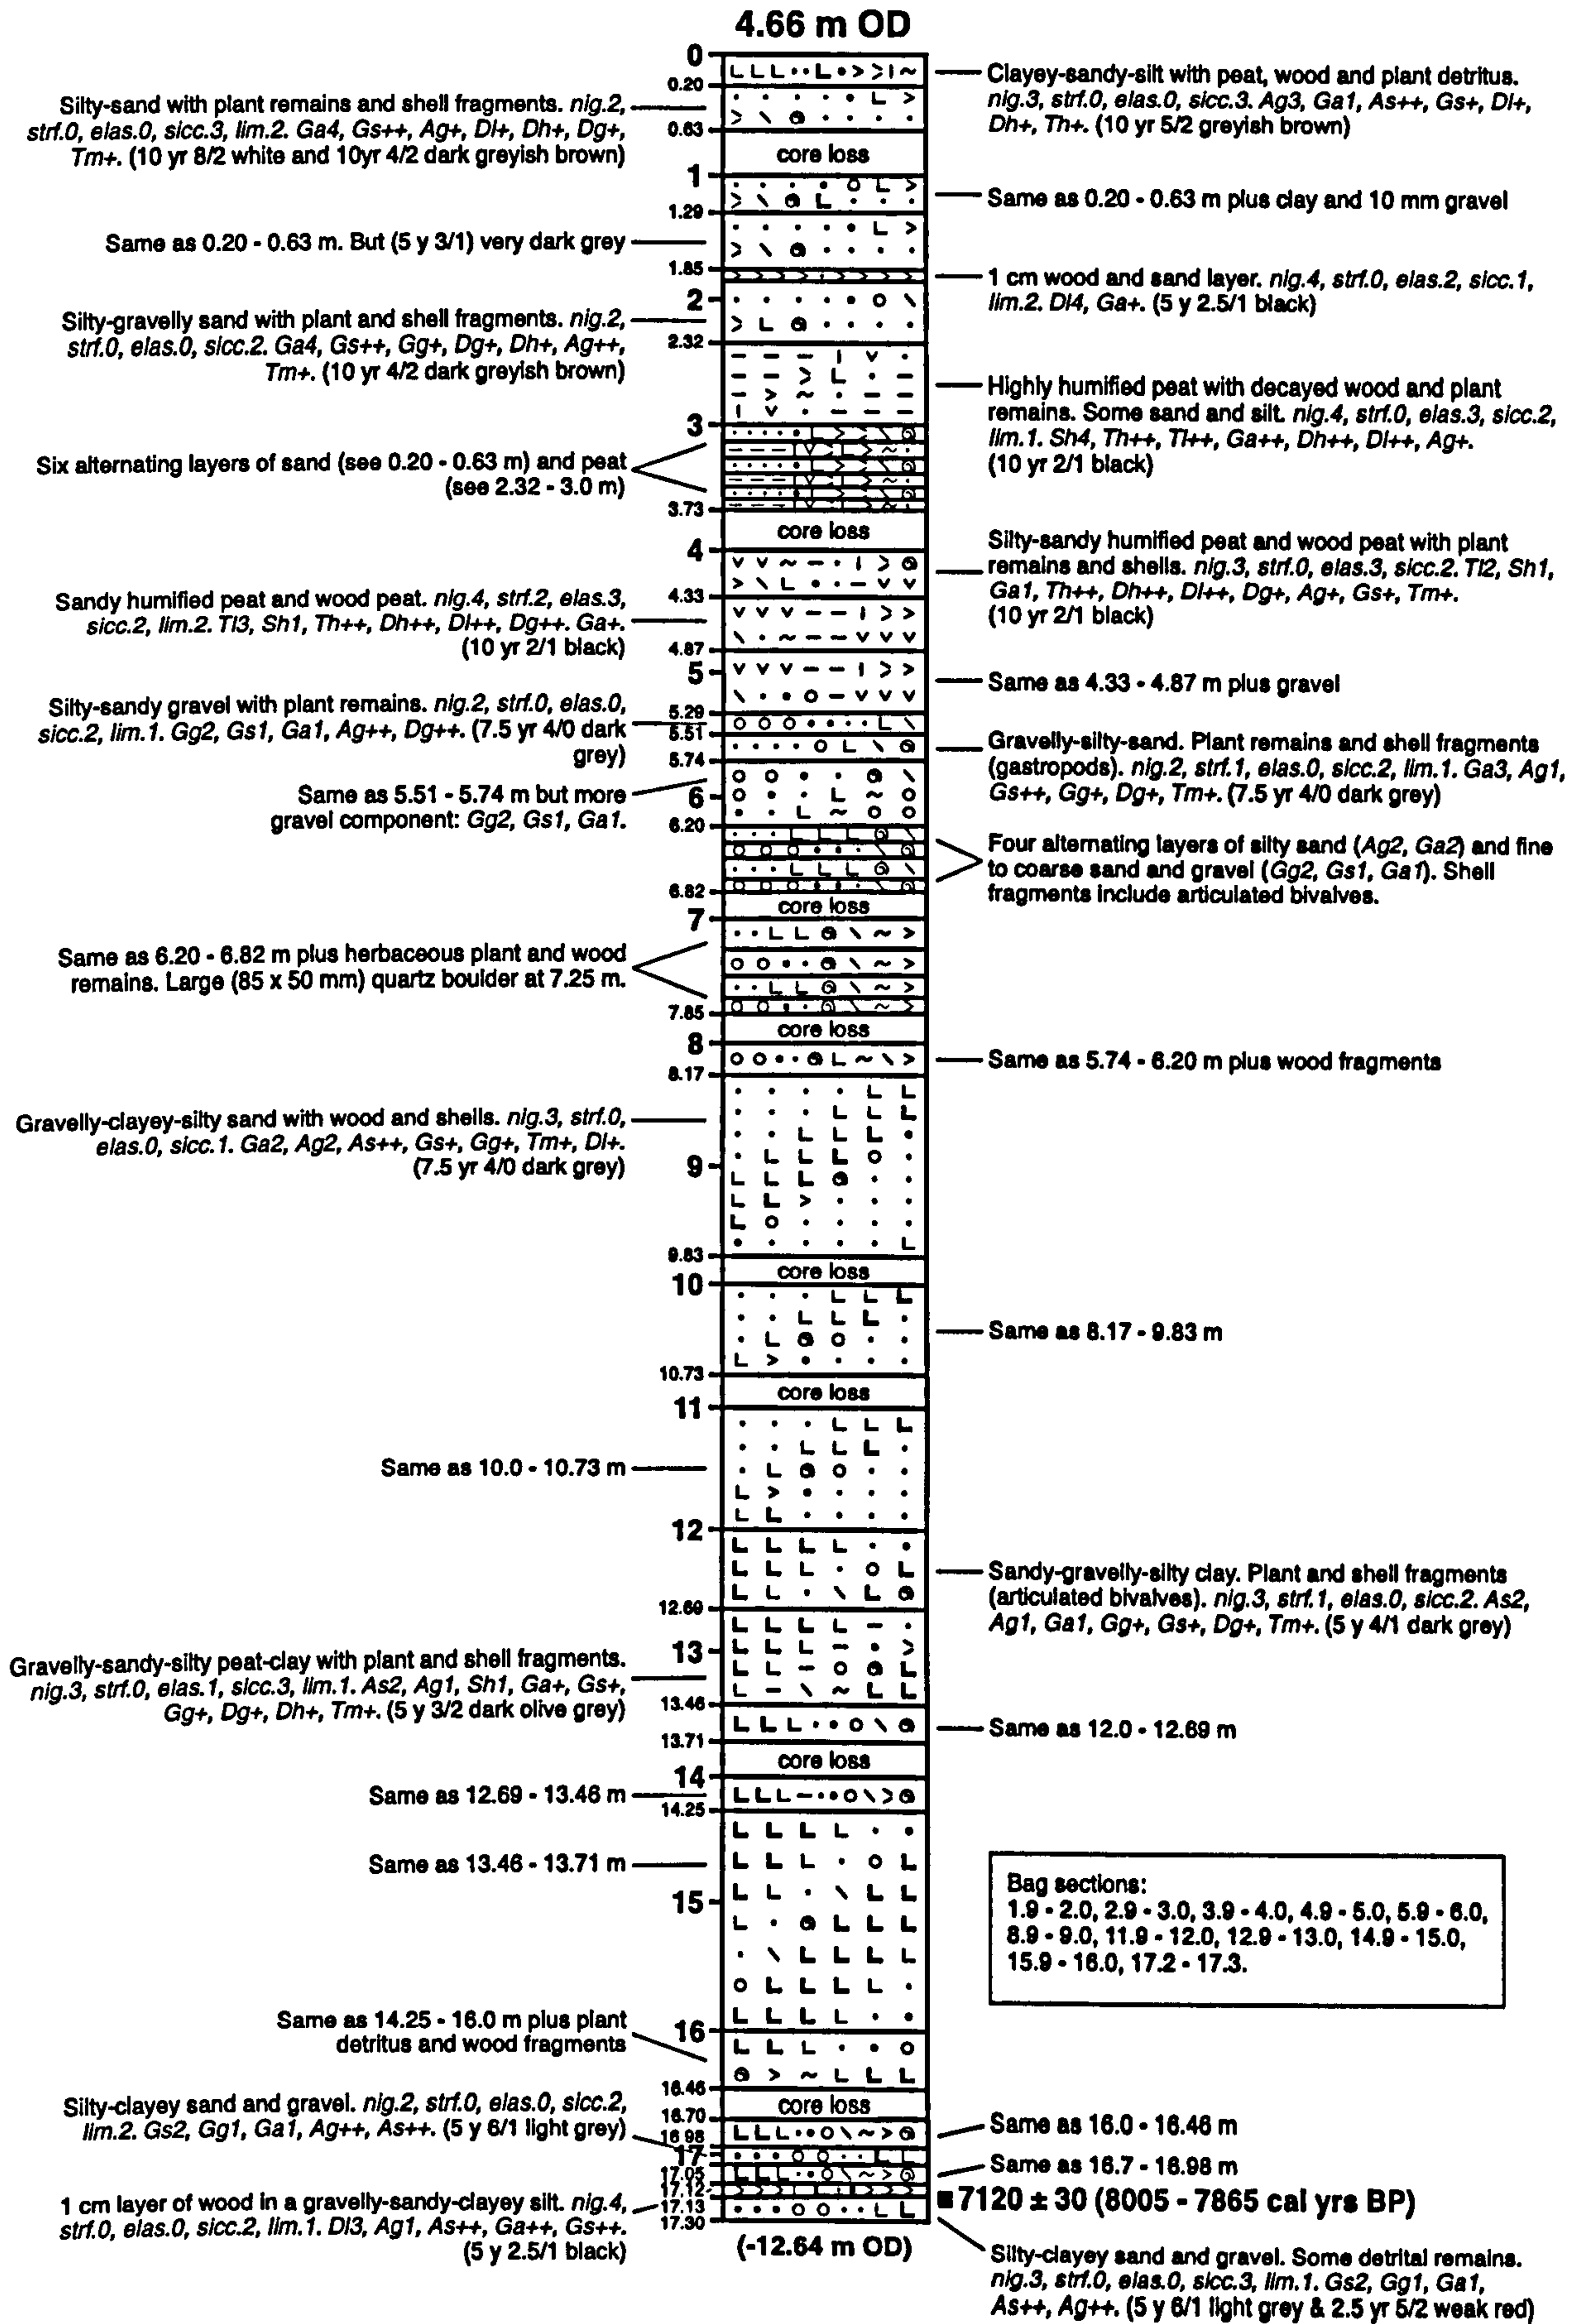 4.66 m OD
0
Clayey-sandy-silt with peat, wood and plant detritus.
nig.3, strf.0, elas.0, sicc.3. Ag3, Ga1, As++, Gs+, Dl+,
Dh+, Th+. (10 yr 5/2 greyish brown)
0.20
Silty-sand with plant remains and shell fragments. nig.2,
strf.0, elas.0, sicc.3, lim.2. Ga4, Gs++, Ag+, Dl+, Dh+, Dg+,
Tm+. (10 yr 8/2 white and 10yr 4/2 dark greyish brown)
0.63
core loss
1
Same as 0.20 - 0.63 m plus clay and 10 mm gravel
1.29
Same as 0.20 - 0.63 m. But (5 y 3/1) very dark grey
1.85
1 cm wood and sand layer. nig.4, strf.0, elas.2, sicc.1,
lim.2. Dl4, Ga+. (5 y 2.5/1 black)
2
Silty-gravelly sand with plant and shell fragments. nig.2,
strf.0, elas.0, sicc.2. Ga4, Gs++, Gg+, Dg+, Dh+, Ag++,
Tm+. (10 yr 4/2 dark greyish brown)
2.32
Highly humified peat with decayed wood and plant
remains. Some sand and silt. nig.4, strf.0, elas.3, sicc.2,
lim.1. Sh4, Th++, Tl++, Ga++, Dh++, Dl++, Ag+.
(10 yr 2/1 black)
3
Six alternating layers of sand (see 0.20 - 0.63 m) and peat
(see 2.32 - 3.0 m)
3.73
core loss
4
Silty-sandy humified peat and wood peat with plant
remains and shells. nig.3, strf.0, elas.3, sicc.2. Tl2, Sh1,
Ga1, Th++, Dh++, Dl++, Dg+, Ag+, Gs+, Tm+.
(10 yr 2/1 black)
4.33
Sandy humified peat and wood peat. nig.4, strf.2, elas.3,
sicc.2, lim.2. Tl3, Sh1, Th++, Dh++, Dl++, Dg++. Ga+.
(10 yr 2/1 black)
4.87
5
Same as 4.33 - 4.87 m plus gravel
5.29
Silty-sandy gravel with plant remains. nig.2, strf.0, elas.0,
sicc.2, lim.1. Gg2, Gs1, Ga1, Ag++, Dg++. (7.5 yr 4/0 dark
grey)
5.51
Gravelly-silty-sand. Plant remains and shell fragments
(gastropods). nig.2, strf.1, elas.0, sicc.2, lim.1. Ga3, Ag1,
Gs++, Gg+, Dg+, Tm+. (7.5 yr 4/0 dark grey)
5.74
Same as 5.51 - 5.74 m but more
gravel component: Gg2, Gs1, Ga1.
6
6.20
Four alternating layers of silty sand (Ag2, Ga2) and fine
to coarse sand and gravel (Gg2, Gs1, Ga1). Shell
fragments include articulated bivalves.
6.82
core loss
7
Same as 6.20 - 6.82 m plus herbaceous plant and wood
remains. Large (85 x 50 mm) quartz boulder at 7.25 m.
7.85
core loss
8
Same as 5.74 - 6.20 m plus wood fragments
8.17
Gravelly-clayey-silty sand with wood and shells. nig.3, strf.0,
elas.0, sicc.1. Ga2, Ag2, As++, Gs+, Gg+, Tm+, Dl+.
(7.5 yr 4/0 dark grey)
9
9.83
core loss
10
Same as 8.17 - 9.83 m
10.73
core loss
11
Same as 10.0 - 10.73 m
12
Sandy-gravelly-silty clay. Plant and shell fragments
(articulated bivalves). nig.3, strf.1, elas.0, sicc.2. As2,
Ag1, Ga1, Gg+, Gs+, Dg+, Tm+. (5 y 4/1 dark grey)
12.69
13
Gravelly-sandy-silty peat-clay with plant and shell fragments.
nig.3, strf.0, elas.1, sicc.3, lim.1. As2, Ag1, Sh1, Ga+, Gs+,
Gg+, Dg+, Dh+, Tm+. (5 y 3/2 dark olive grey)
13.46
Same as 12.0 - 12.69 m
13.71
core loss
14
Same as 12.69 - 13.46 m
14.25
Same as 13.46 - 13.71 m
15
Bag sections:
1.9 - 2.0, 2.9 - 3.0, 3.9 - 4.0, 4.9 - 5.0, 5.9 - 6.0,
8.9 - 9.0, 11.9 - 12.0, 12.9 - 13.0, 14.9 - 15.0,
15.9 - 16.0, 17.2 - 17.3.
16
Same as 14.25 - 16.0 m plus plant
detritus and wood fragments
16.46
core loss
16.70
Same as 16.0 - 16.46 m
Silty-clayey sand and gravel. nig.2, strf.0, elas.0, sicc.2,
lim.2. Gs2, Gg1, Ga1, Ag++, As++. (5 y 6/1 light grey)
16.98
17
17.05
Same as 16.7 - 16.98 m
17.12
17.13
7120 ± 30 (8005 - 7865 cal yrs BP)
1 cm layer of wood in a gravelly-sandy-clayey silt. nig.4,
strf.0, elas.0, sicc.2, lim.1. Dl3, Ag1, As++, Ga++, Gs++.
(5 y 2.5/1 black)
17.30
(-12.64 m OD)
Silty-clayey sand and gravel. Some detrital remains.
nig.3, strf.0, elas.0, sicc.3, lim.1. Gs2, Gg1, Ga1,
As++, Ag++. (5 y 6/1 light grey & 2.5 yr 5/2 weak red)